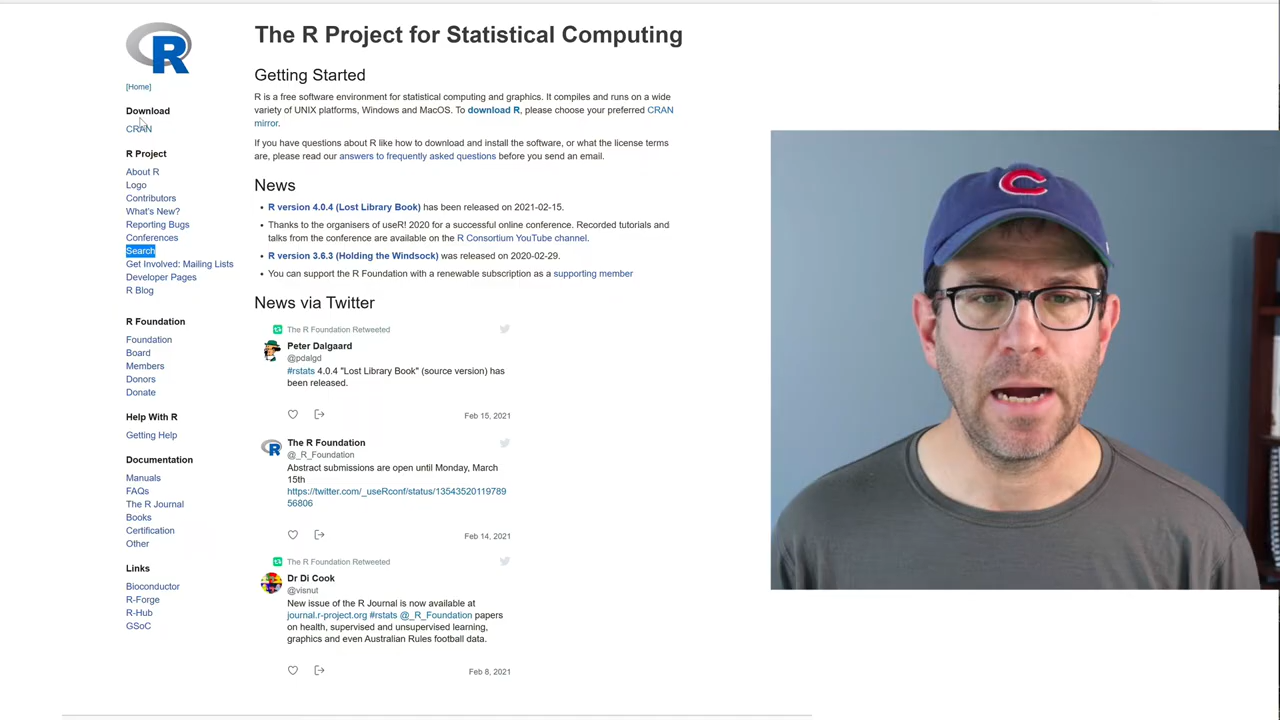 R
The R Project for Statistical Computing
[Home]
Download
CRAN
R Project
About R
Logo
Contributors
What's New?
Reporting Bugs
Conferences
Search
Get Involved: Mailing Lists
Developer Pages
R Blog
R Foundation
Foundation
Board
Members
Donors
Donate
Help With R
Getting Help
Documentation
Manuals
FAQs
The R Journal
Books
Certification
Other
Links
Bioconductor
R-Forge
R-Hub
GSoC
Getting Started
R is a free software environment for statistical computing and graphics. It compiles and runs on a wide
variety of UNIX platforms, Windows and MacOS. To download R, please choose your preferred CRAN
mirror.
If you have questions about R like how to download and install the software, or what the license terms
are, please read our answers to frequently asked questions before you send an email.
News
• R version 4.0.4 (Lost Library Book) has been released on 2021-02-15.
• Thanks to the organisers of useR! 2020 for a successful online conference. Recorded tutorials and
talks from the conference are available on the R Consortium YouTube channel.
• R version 3.6.3 (Holding the Windsock) was released on 2020-02-29.
• You can support the R Foundation with a renewable subscription as a supporting member
News via Twitter
The R Foundation Retweeted
Peter Dalgaard
@pdalgd
#rstats 4.0.4 "Lost Library Book" (source version) has
been released.
Feb 15, 2021
The R Foundation
@_R_Foundation
Abstract submissions are open until Monday, March
15th
https://twitter.com/_useRconf/status/13543520119789
56806
Feb 14, 2021
The R Foundation Retweeted
Dr Di Cook
@visnut
New issue of the R Journal is now available at
journal.r-project.org #rstats @_R_Foundation papers
on health, supervised and unsupervised learning,
graphics and even Australian Rules football data.
Feb 8, 2021
C